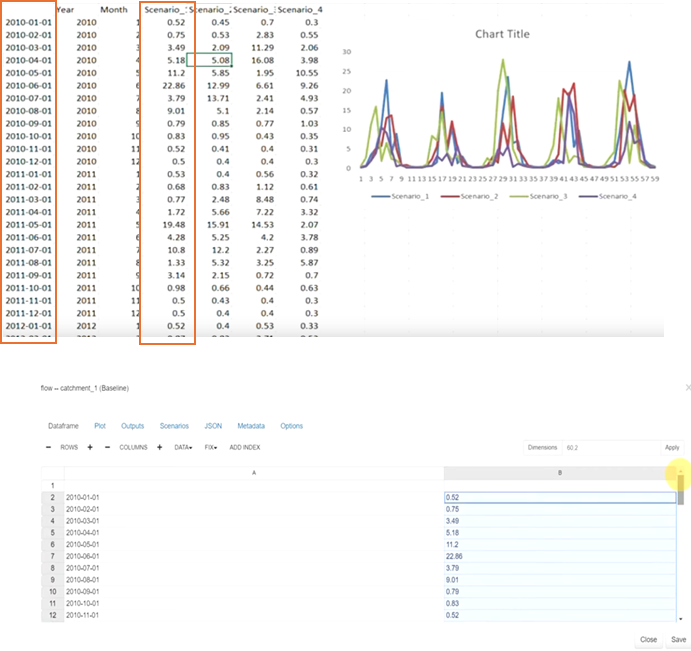 Year Month Scenario_ Scenario_ Scenario_ Scenario_4
2010-01-01 2010 1 0.52 0.45 0.7 0.3
2010-02-01 2010 2 0.75 0.53 2.83 0.55
2010-03-01 2010 3 3.49 2.09 11.29 2.06
2010-04-01 2010 4 5.18 5.08 16.08 3.98
2010-05-01 2010 5 11.2 5.85 1.95 10.55
2010-06-01 2010 6 22.86 12.99 6.61 9.26
2010-07-01 2010 7 3.79 13.71 2.41 4.93
2010-08-01 2010 8 9.01 5.1 2.14 0.57
2010-09-01 2010 9 0.79 0.85 0.77 1.03
2010-10-01 2010 10 0.83 0.95 0.43 0.35
2010-11-01 2010 11 0.52 0.41 0.4 0.31
2010-12-01 2010 12 0.5 0.4 0.4 0.3
2011-01-01 2011 1 0.53 0.4 0.56 0.32
2011-02-01 2011 2 0.68 0.83 1.12 0.61
2011-03-01 2011 3 0.77 2.48 8.48 0.74
2011-04-01 2011 4 1.72 5.66 7.22 3.32
2011-05-01 2011 5 19.48 15.91 14.53 2.07
2011-06-01 2011 6 4.28 5.25 4.2 3.78
2011-07-01 2011 7 10.8 12.2 2.27 0.89
2011-08-01 2011 8 1.33 5.32 3.25 5.87
2011-09-01 2011 9 3.14 2.15 0.72 0.7
2011-10-01 2011 10 0.98 0.66 0.44 0.63
2011-11-01 2011 11 0.5 0.43 0.4 0.3
2011-12-01 2011 12 0.5 0.4 0.4 0.3
2012-01-01 2012 1 0.52 0.4 0.53 0.33
Chart Title
30
25
20
15
10
5
0
1 3 5 7 9 11 13 15 17 19 21 23 25 27 29 31 33 35 37 39 41 43 45 47 49 51 53 55 57 59
Scenario_1 Scenario_2 Scenario_3 Scenario_4
flow -- catchment_1 (Baseline) X
Dataframe Plot Outputs Scenarios JSON Metadata Options
- ROWS + - COLUMNS + DATA FIX ADD INDEX Dimensions 60.2 Apply
A B
1
2 2010-01-01 0.52
3 2010-02-01 0.75
4 2010-03-01 3.49
5 2010-04-01 5.18
6 2010-05-01 11.2
7 2010-06-01 22.86
8 2010-07-01 3.79
9 2010-08-01 9.01
10 2010-09-01 0.79
11 2010-10-01 0.83
12 2010-11-01 0.52
Close Save